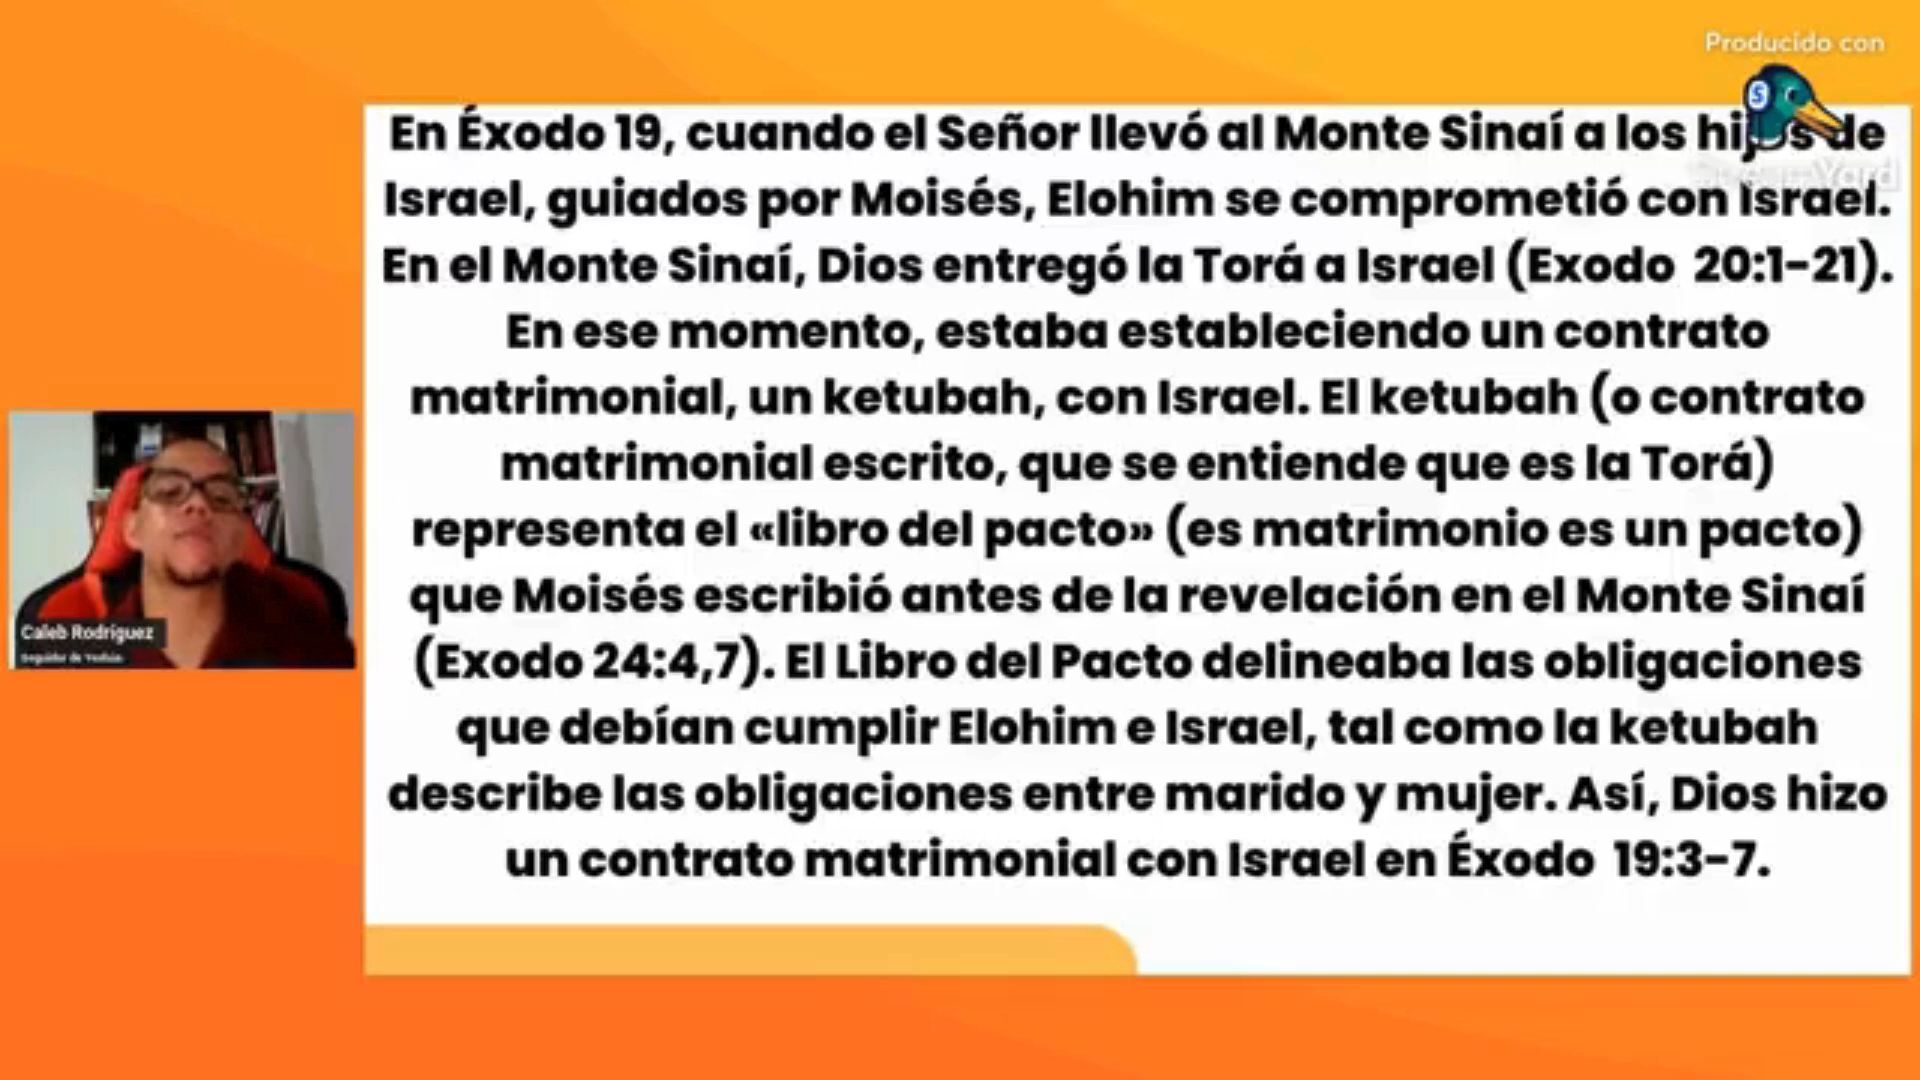 Producido con
En Éxodo 19, cuando el Señor llevó al Monte Sinaí a los hijos de
Israel, guiados por Moisés, Elohim se comprometió con Israel.
En el Monte Sinaí, Dios entregó la Torá a Israel (Exodo 20:1-21).
En ese momento, estaba estableciendo un contrato
matrimonial, un ketubah, con Israel. El ketubah (o contrato
matrimonial escrito, que se entiende que es la Torá)
representa el «libro del pacto» (es matrimonio es un pacto)
que Moisés escribió antes de la revelación en el Monte Sinaí
(Exodo 24:4,7). El Libro del Pacto delineaba las obligaciones
que debían cumplir Elohim e Israel, tal como la ketubah
describe las obligaciones entre marido y mujer. Así, Dios hizo
un contrato matrimonial con Israel en Éxodo 19:3-7.
Caleb Rodríguez
Seguidor de Yeshúa